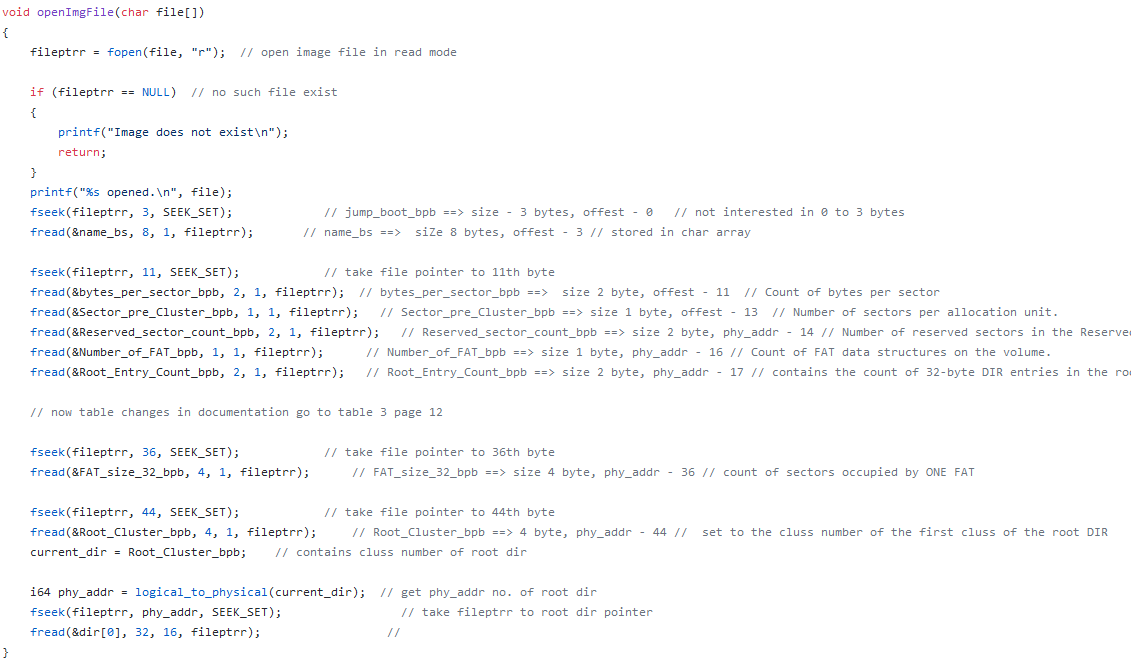 void openImgFile(char file[])
{
    fileptrr = fopen(file, "r");  // open image file in read mode
    if (fileptrr == NULL)  // no such file exist
    {
        printf("Image does not exist\n");
        return;
    }
    printf("%s opened.\n", file);
    fseek(fileptrr, 3, SEEK_SET);             // jump_boot_bpb ==> size - 3 bytes, offest - 0   // not interested in 0 to 3 bytes
    fread(&name_bs, 8, 1, fileptrr);       // name_bs ==>  siZe 8 bytes, offest - 3 // stored in char array
    fseek(fileptrr, 11, SEEK_SET);            // take file pointer to 11th byte
    fread(&bytes_per_sector_bpb, 2, 1, fileptrr);  // bytes_per_sector_bpb ==>  size 2 byte, offest - 11  // Count of bytes per sector
    fread(&Sector_pre_Cluster_bpb, 1, 1, fileptrr);   // Sector_pre_Cluster_bpb ==> size 1 byte, offest - 13  // Number of sectors per allocation unit.
    fread(&Reserved_sector_count_bpb, 2, 1, fileptrr);   // Reserved_sector_count_bpb ==> size 2 byte, phy_addr - 14 // Number of reserved sectors in the Reserve
    fread(&Number_of_FAT_bpb, 1, 1, fileptrr);      // Number_of_FAT_bpb ==> size 1 byte, phy_addr - 16 // Count of FAT data structures on the volume.
    fread(&Root_Entry_Count_bpb, 2, 1, fileptrr);   // Root_Entry_Count_bpb ==> size 2 byte, phy_addr - 17 // contains the count of 32-byte DIR entries in the roo
    // now table changes in documentation go to table 3 page 12
    fseek(fileptrr, 36, SEEK_SET);            // take file pointer to 36th byte
    fread(&FAT_size_32_bpb, 4, 1, fileptrr);      // FAT_size_32_bpb ==> size 4 byte, phy_addr - 36 // count of sectors occupied by ONE FAT
    fseek(fileptrr, 44, SEEK_SET);            // take file pointer to 44th byte
    fread(&Root_Cluster_bpb, 4, 1, fileptrr);     // Root_Cluster_bpb ==> 4 byte, phy_addr - 44 //  set to the cluss number of the first cluss of the root DIR
    current_dir = Root_Cluster_bpb;    // contains cluss number of root dir
    i64 phy_addr = logical_to_physical(current_dir);  // get phy_addr no. of root dir
    fseek(fileptrr, phy_addr, SEEK_SET);                 // take fileptrr to root dir pointer
    fread(&dir[0], 32, 16, fileptrr);                  //
}